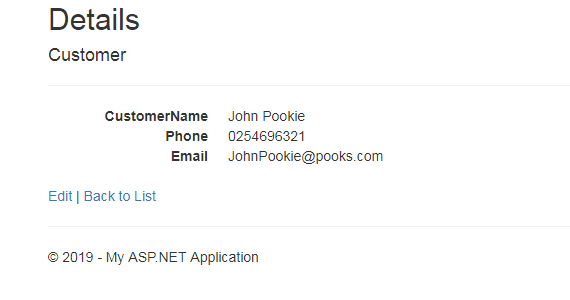 Details
Customer
CustomerName John Pookie
Phone 0254696321
Email JohnPookie@pooks.com
Edit | Back to List
© 2019 - My ASP.NET Application